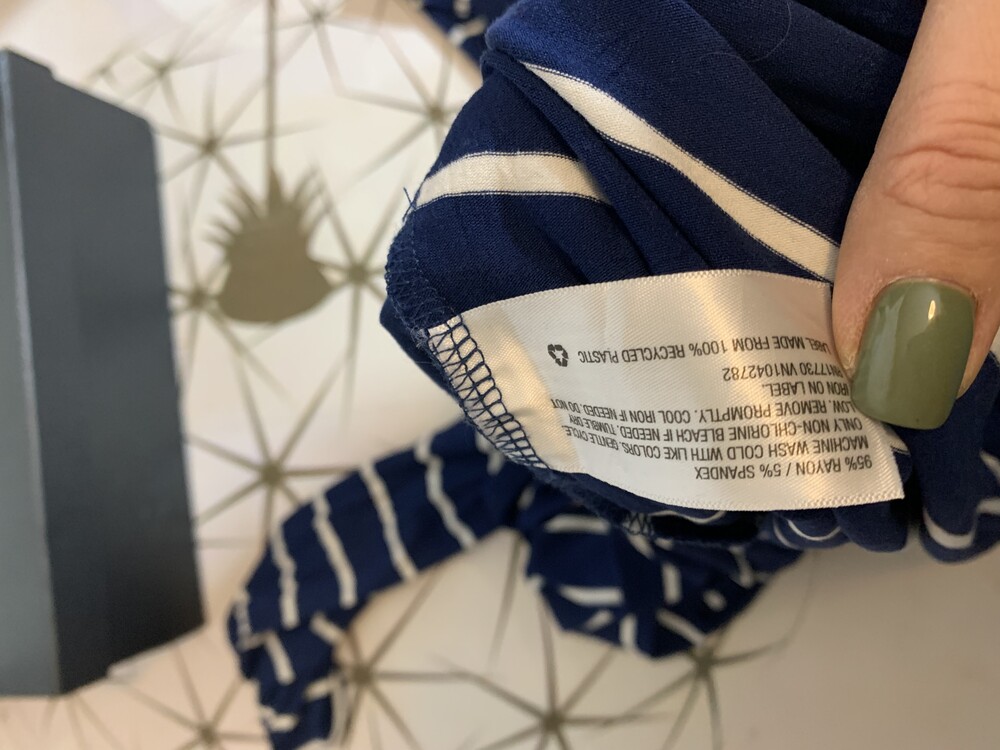 95% RAYON / 5% SPANDEX
MACHINE WASH COLD WITH LIKE COLORS, GENTLE CYCLE.
ONLY NON-CHLORINE BLEACH IF NEEDED. TUMBLE DRY
LOW. REMOVE PROMPTLY. COOL IRON IF NEEDED. DO NOT
IRON ON LABEL.
RN17730 VN1042782
LABEL MADE FROM 100% RECYCLED PLASTIC